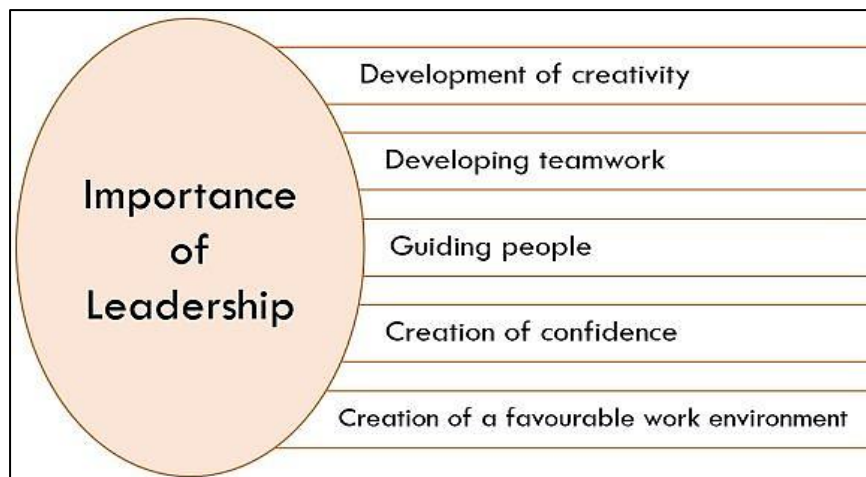 Importance
of
Leadership
Development of creativity
Developing teamwork
Guiding people
Creation of confidence
Creation of a favourable work environment